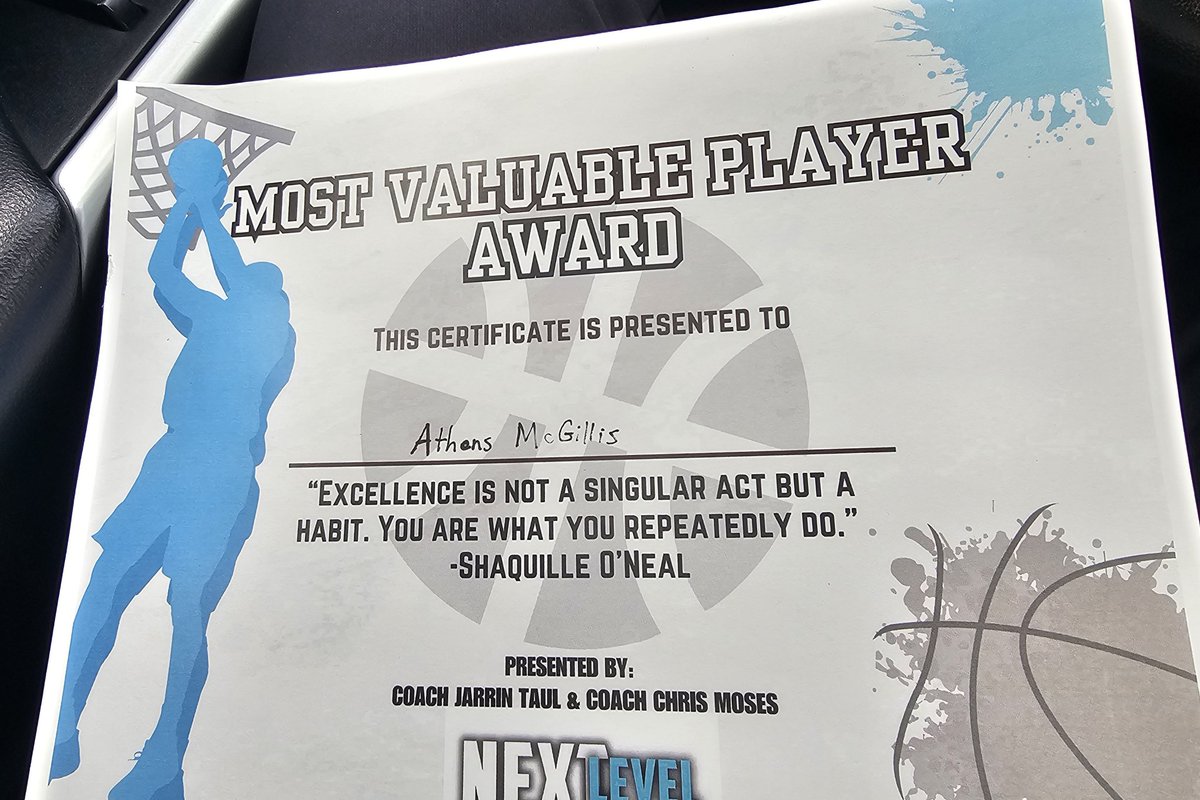 MOST VALUABLE PLAYER
AWARD
THIS CERTIFICATE IS PRESENTED TO
Athens McGillis
“EXCELLENCE IS NOT A SINGULAR ACT BUT A
HABIT. YOU ARE WHAT YOU REPEATEDLY DO.”
-SHAQUILLE O'NEAL
PRESENTED BY:
COACH JARRIN TAUL & COACH CHRIS MOSES
NEXT LEVEL